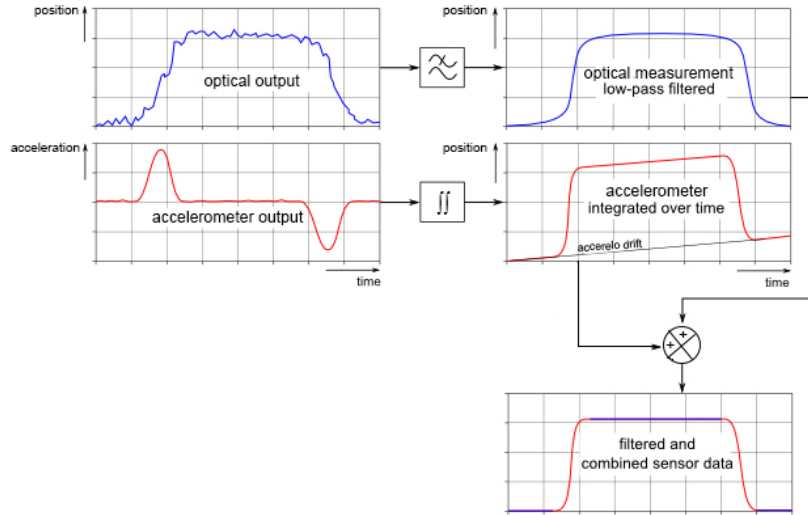 position
optical output
position
optical measurement
low-pass filtered
acceleration
accelerometer output
time
∬
position
accelerometer
integrated over time
accerelo drift
time
+
+
filtered and
combined sensor data